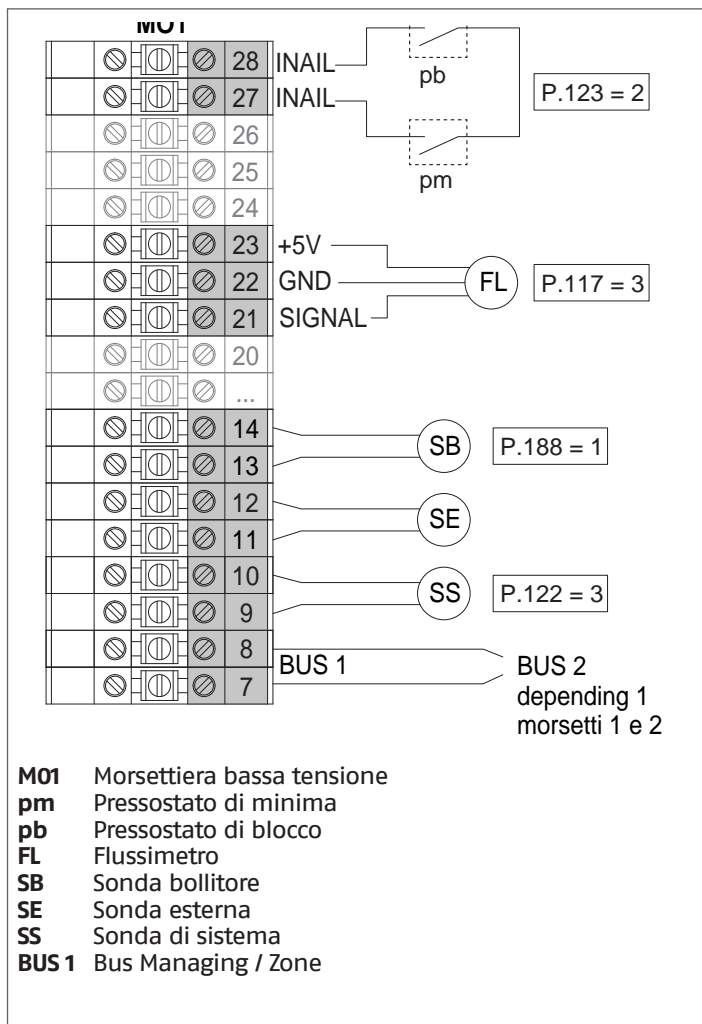 M01
28 INAIL
pb
27 INAIL
P.123 = 2
26
pm
25
24
23 +5V
22 GND
FL
P.117 = 3
21 SIGNAL
20
...
14
SB
P.188 = 1
13
12
SE
11
10
SS
P.122 = 3
9
8
BUS 1
BUS 2
7
depending 1
morsetti 1 e 2
M01 Morsettiera bassa tensione
pm Pressostato di minima
pb Pressostato di blocco
FL Flussimetro
SB Sonda bollitore
SE Sonda esterna
SS Sonda di sistema
BUS 1 Bus Managing / Zone